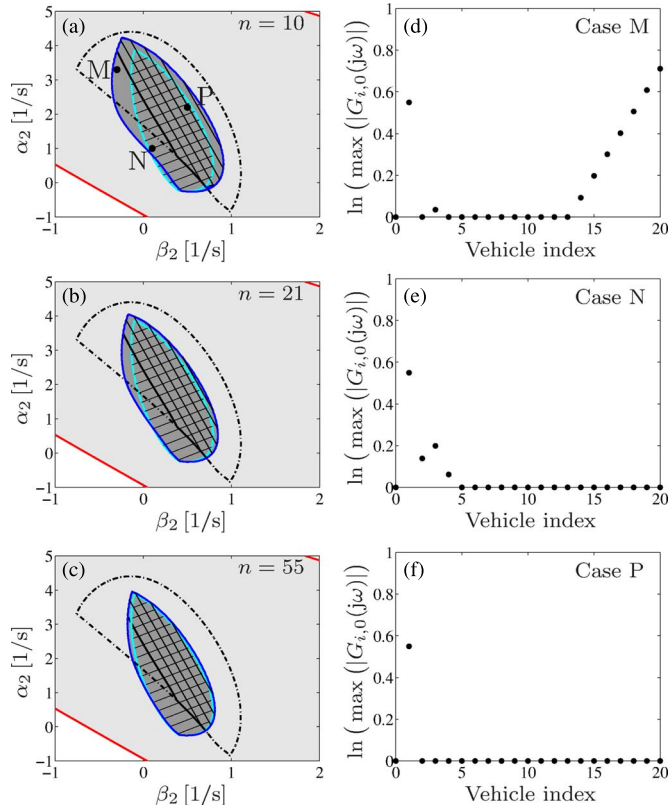 (a)
n = 10
M
P
N
α₂ [1/s]
5
4
3
2
1
0
−1
−1
0
1
2
β₂ [1/s]
(d)
Case M
ln ( max (|G_{i,0}(jω)|)
1
0.8
0.6
0.4
0.2
0
0
5
10
15
20
Vehicle index
(b)
n = 21
α₂ [1/s]
5
4
3
2
1
0
−1
−1
0
1
2
β₂ [1/s]
(e)
Case N
ln ( max (|G_{i,0}(jω)|)
1
0.8
0.6
0.4
0.2
0
0
5
10
15
20
Vehicle index
(c)
n = 55
α₂ [1/s]
5
4
3
2
1
0
−1
−1
0
1
2
β₂ [1/s]
(f)
Case P
ln ( max (|G_{i,0}(jω)|)
1
0.8
0.6
0.4
0.2
0
0
5
10
15
20
Vehicle index